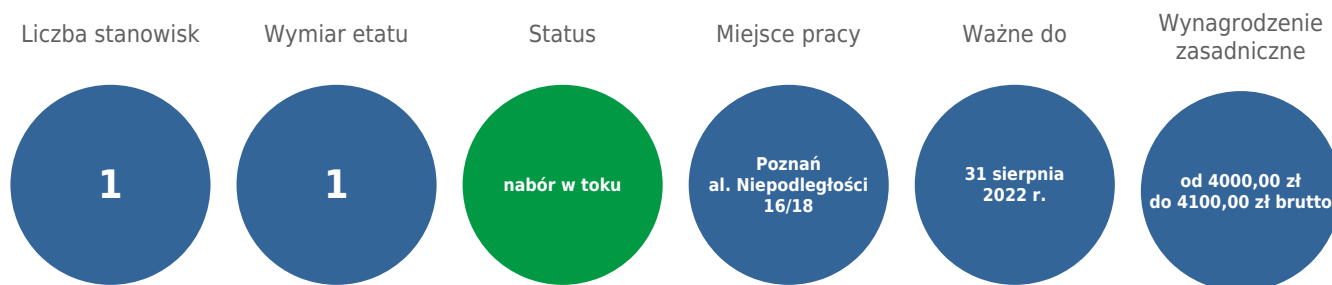 Liczba stanowisk
1
Wymiar etatu
1
Status
nabór w toku
Miejsce pracy
Poznań
al. Niepodległości
16/18
Ważne do
31 sierpnia
2022 r.
Wynagrodzenie
zasadnicze
od 4000,00 zł
do 4100,00 zł brutto